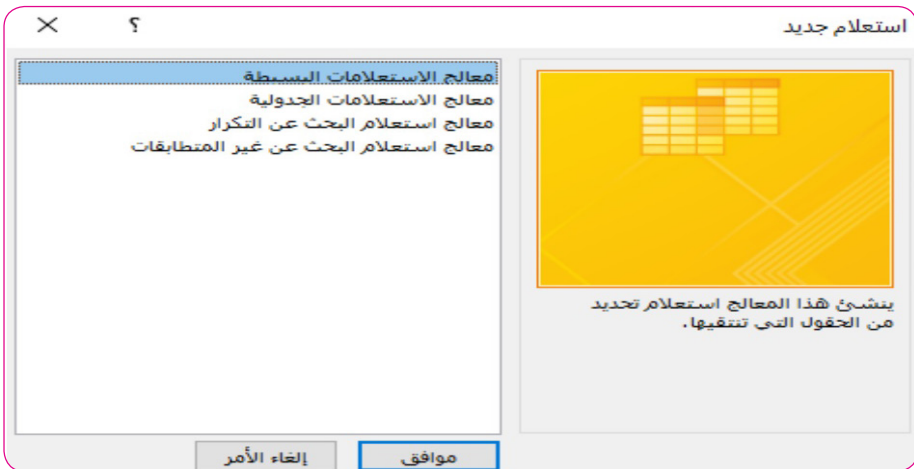 استعلام جديد
؟
معالج الاستعلامات البسيطة
معالج الاستعلامات الجدولية
معالج استعلام البحث عن التكرار
معالج استعلام البحث عن غير المتطابقات
ينشئ هذا المعالج استعلام تحديد
من الحقول التي تنتقيها.
موافق
إلغاء الأمر